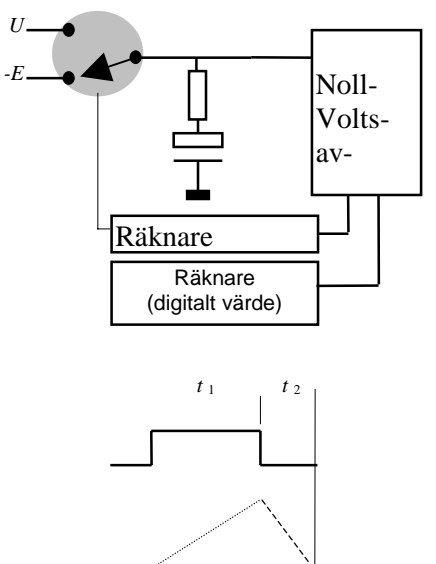 U
-E
Noll-
Volts-
av-
Räknare
Räknare
(digitalt värde)
t 1 t 2